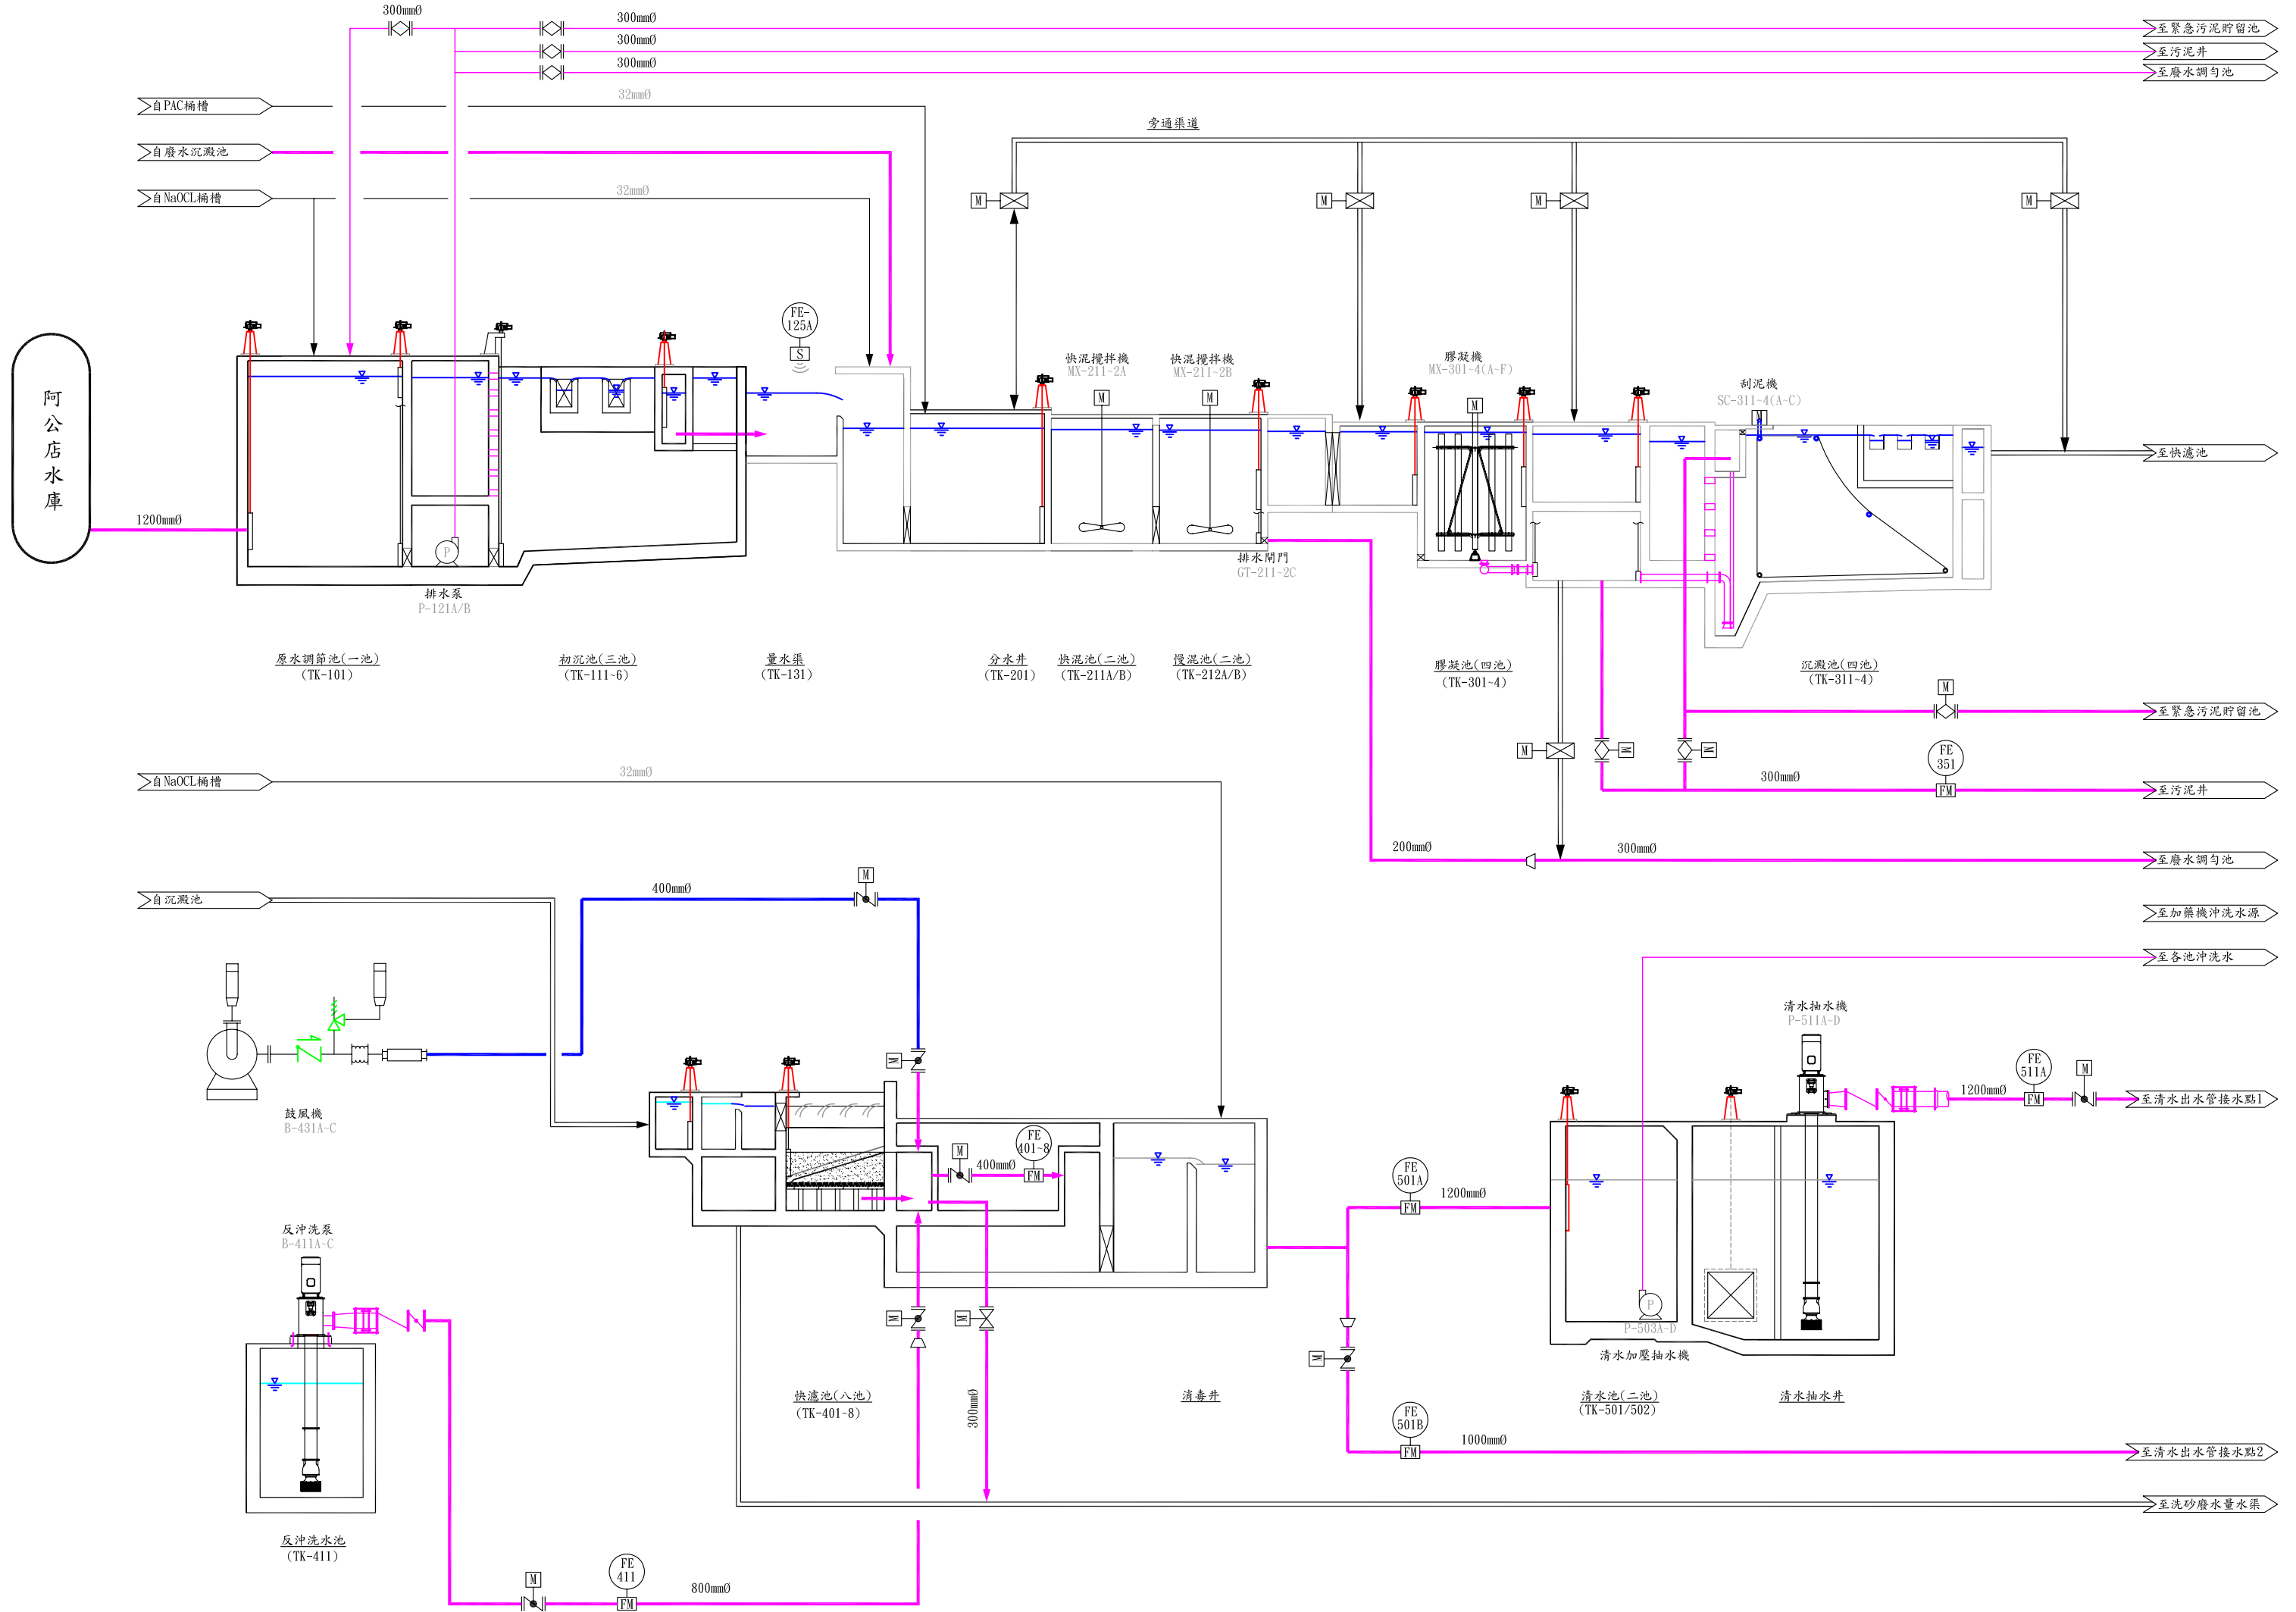 300mmØ
300mmØ
至緊急污泥貯留池
300mmØ
至污泥井
300mmØ
至廢水調勻池
自PAC桶槽
32mmØ
旁通渠道
自廢水沉澱池
自NaOCL桶槽
32mmØ
M
M
M
M
FE-
125A
S
快混攪拌機
MX-211~2A
快混攪拌機
MX-211~2B
膠凝機
MX-301~4(A~F)
刮泥機
SC-311~4(A~C)
M
M
M
M
阿公店水庫
至快濾池
1200mmØ
P
排水泵
P-121A/B
排水閘門
GT-211~2C
原水調節池(一池)
(TK-101)
初沉池(三池)
(TK-111~6)
量水渠
(TK-131)
分水井
(TK-201)
快混池(二池)
(TK-211A/B)
慢混池(二池)
(TK-212A/B)
膠凝池(四池)
(TK-301~4)
沉澱池(四池)
(TK-311~4)
M
至緊急污泥貯留池
M
M
M
FE
351
自NaOCL桶槽
32mmØ
300mmØ
FM
至污泥井
200mmØ
300mmØ
至廢水調勻池
自沉澱池
400mmØ
M
至加藥機沖洗水源
至各池沖洗水
清水抽水機
P-511A~D
M
FE
511A
M
1200mmØ
FM
至清水出水管接水點1
鼓風機
B-431A~C
M
400mmØ
FE
401~8
FM
FE
501A
FM
1200mmØ
反沖洗泵
B-411A~C
P
P-503A~D
清水加壓抽水機
M
M
M
快濾池(八池)
(TK-401~8)
300mmØ
消毒井
清水池(二池)
(TK-501/502)
清水抽水井
FE
501B
FM
1000mmØ
至清水出水管接水點2
至洗砂廢水量水渠
反沖洗水池
(TK-411)
M
FE
411
FM
800mmØ